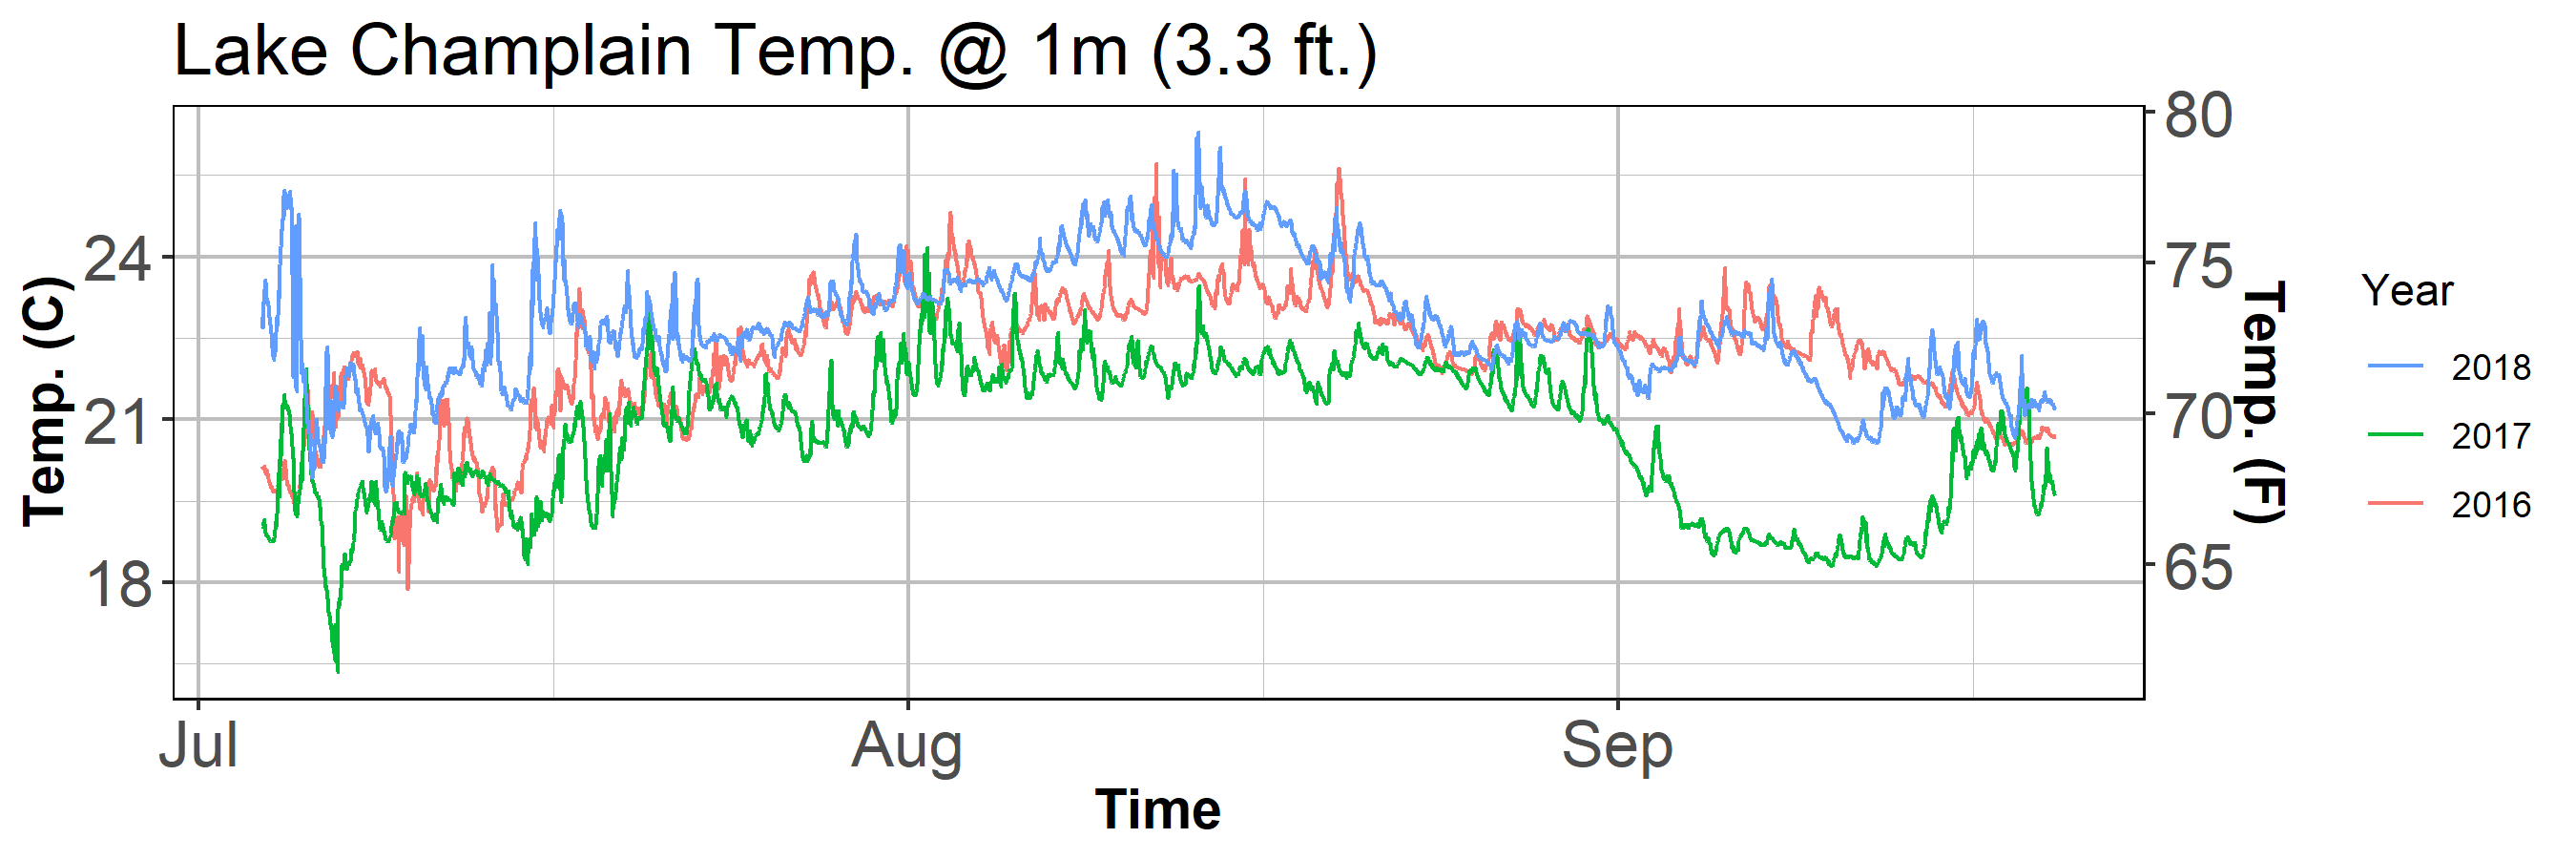 Lake Champlain Temp. @ 1m (3.3 ft.)
Temp. (C)
24
21
18
80
75
70
65
Temp. (F)
Jul
Aug
Sep
Time
Year
2018
2017
2016